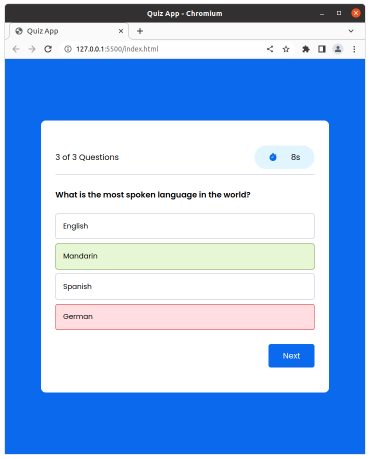 Quiz App - Chromium
Quiz App
127.0.0.1:5500/index.html
3 of 3 Questions
8s
What is the most spoken language in the world?
English
Mandarin
Spanish
German
Next